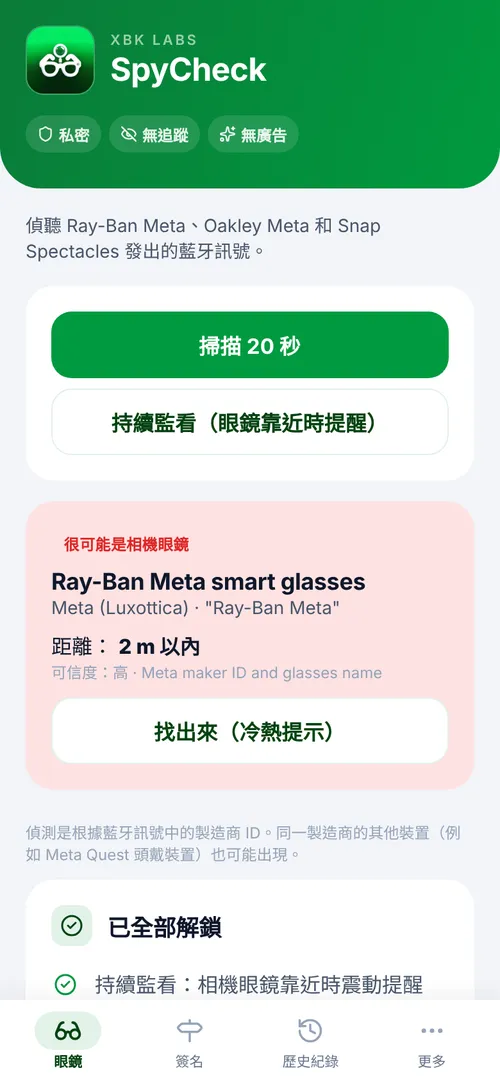 XBK LABS
SpyCheck
私密
無追蹤
無廣告
偵聽 Ray-Ban Meta、Oakley Meta 和 Snap
Spectacles 發出的藍牙訊號。
掃描 20 秒
持續監看（眼鏡靠近時提醒）
很可能是相機眼鏡
Ray-Ban Meta smart glasses
Meta (Luxottica) · "Ray-Ban Meta"
距離： 2 m 以內
可信度：高 · Meta maker ID and glasses name
找出來（冷熱提示）
偵測是根據藍牙訊號中的製造商 ID。同一製造商的其他裝置（例
如 Meta Quest 頭戴裝置）也可能出現。
已全部解鎖
持續監看：相機眼鏡靠近時震動提醒
眼鏡
簽名
歷史紀錄
更多